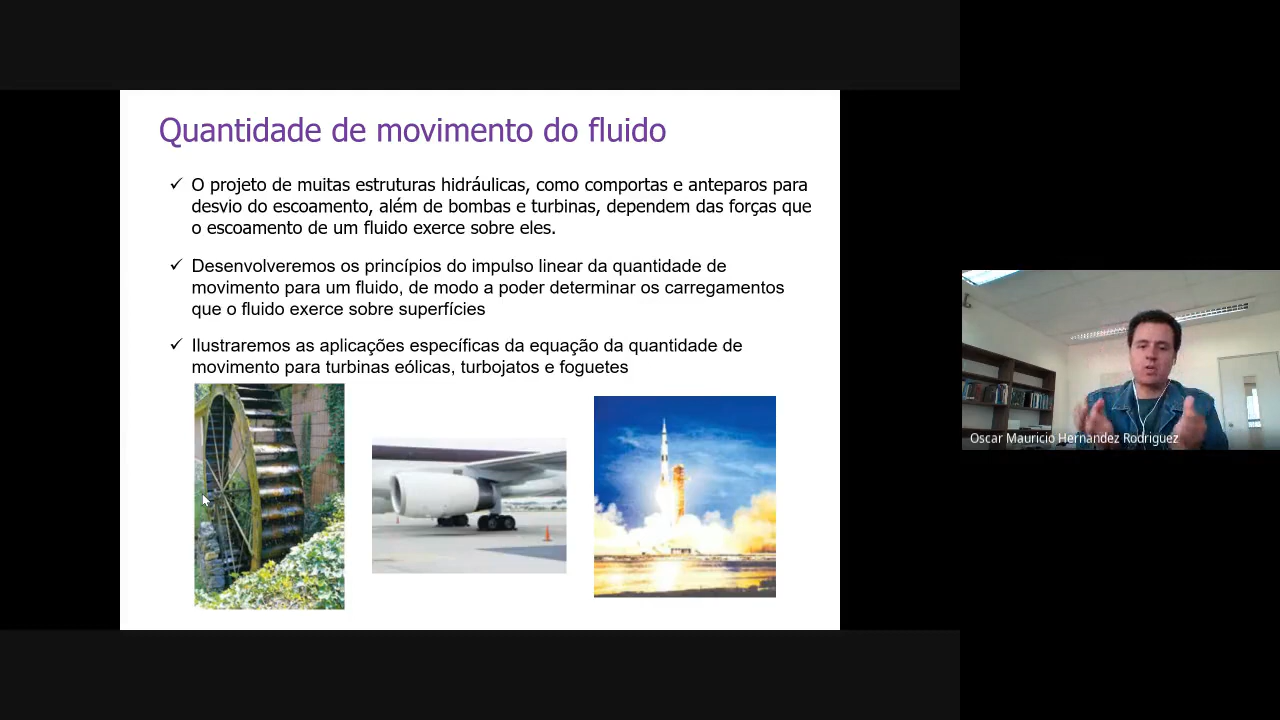 Quantidade de movimento do fluido
✓ O projeto de muitas estruturas hidráulicas, como comportas e anteparos para
desvio do escoamento, além de bombas e turbinas, dependem das forças que
o escoamento de um fluido exerce sobre eles.
✓ Desenvolveremos os princípios do impulso linear da quantidade de
movimento para um fluido, de modo a poder determinar os carregamentos
que o fluido exerce sobre superfícies
✓ Ilustraremos as aplicações específicas da equação da quantidade de
movimento para turbinas eólicas, turbojatos e foguetes
Oscar Mauricio Hernandez Rodriguez